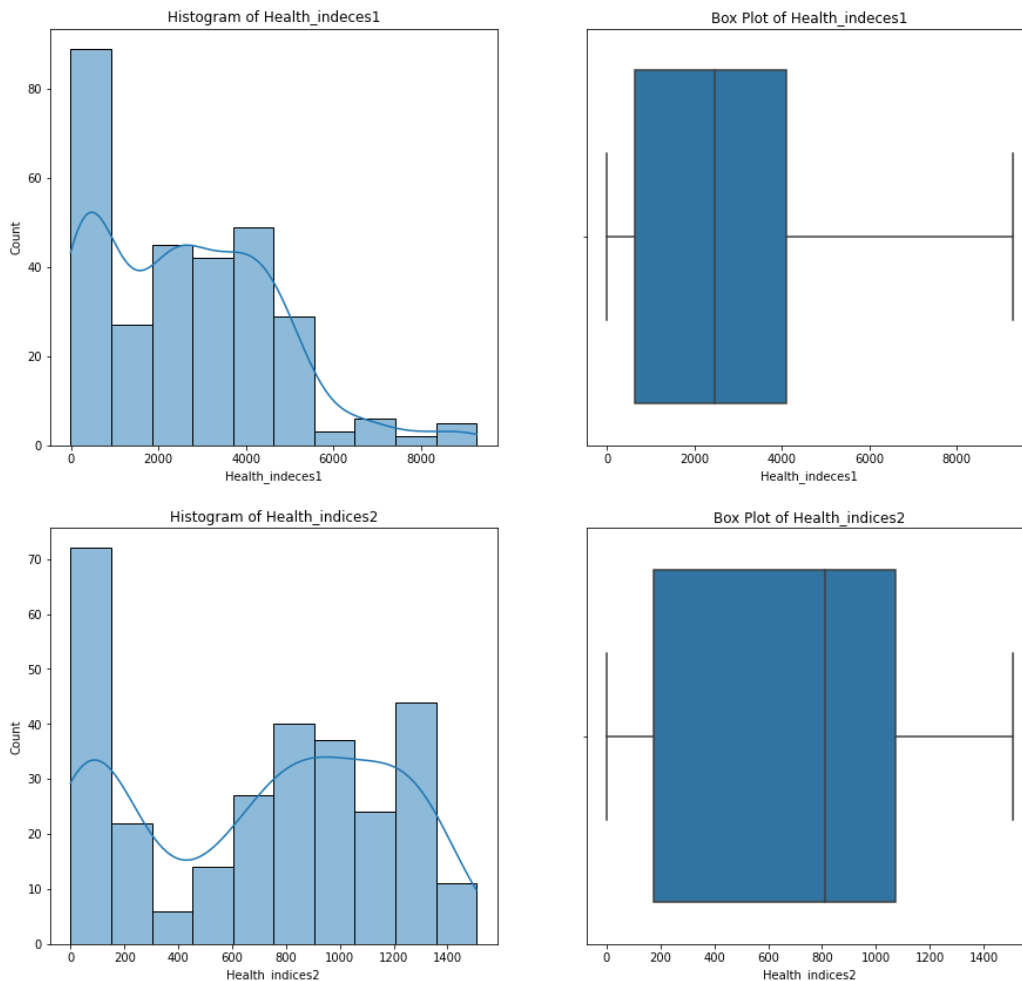 Histogram of Health_indeces1
80
60
40
20
0
Count
0 2000 4000 6000 8000
Health_indeces1
Box Plot of Health_indeces1
0 2000 4000 6000 8000
Health_indeces1
Histogram of Health_indices2
70
60
50
40
30
20
10
0
Count
0 200 400 600 800 1000 1200 1400
Health_indices2
Box Plot of Health_indices2
0 200 400 600 800 1000 1200 1400
Health_indices2